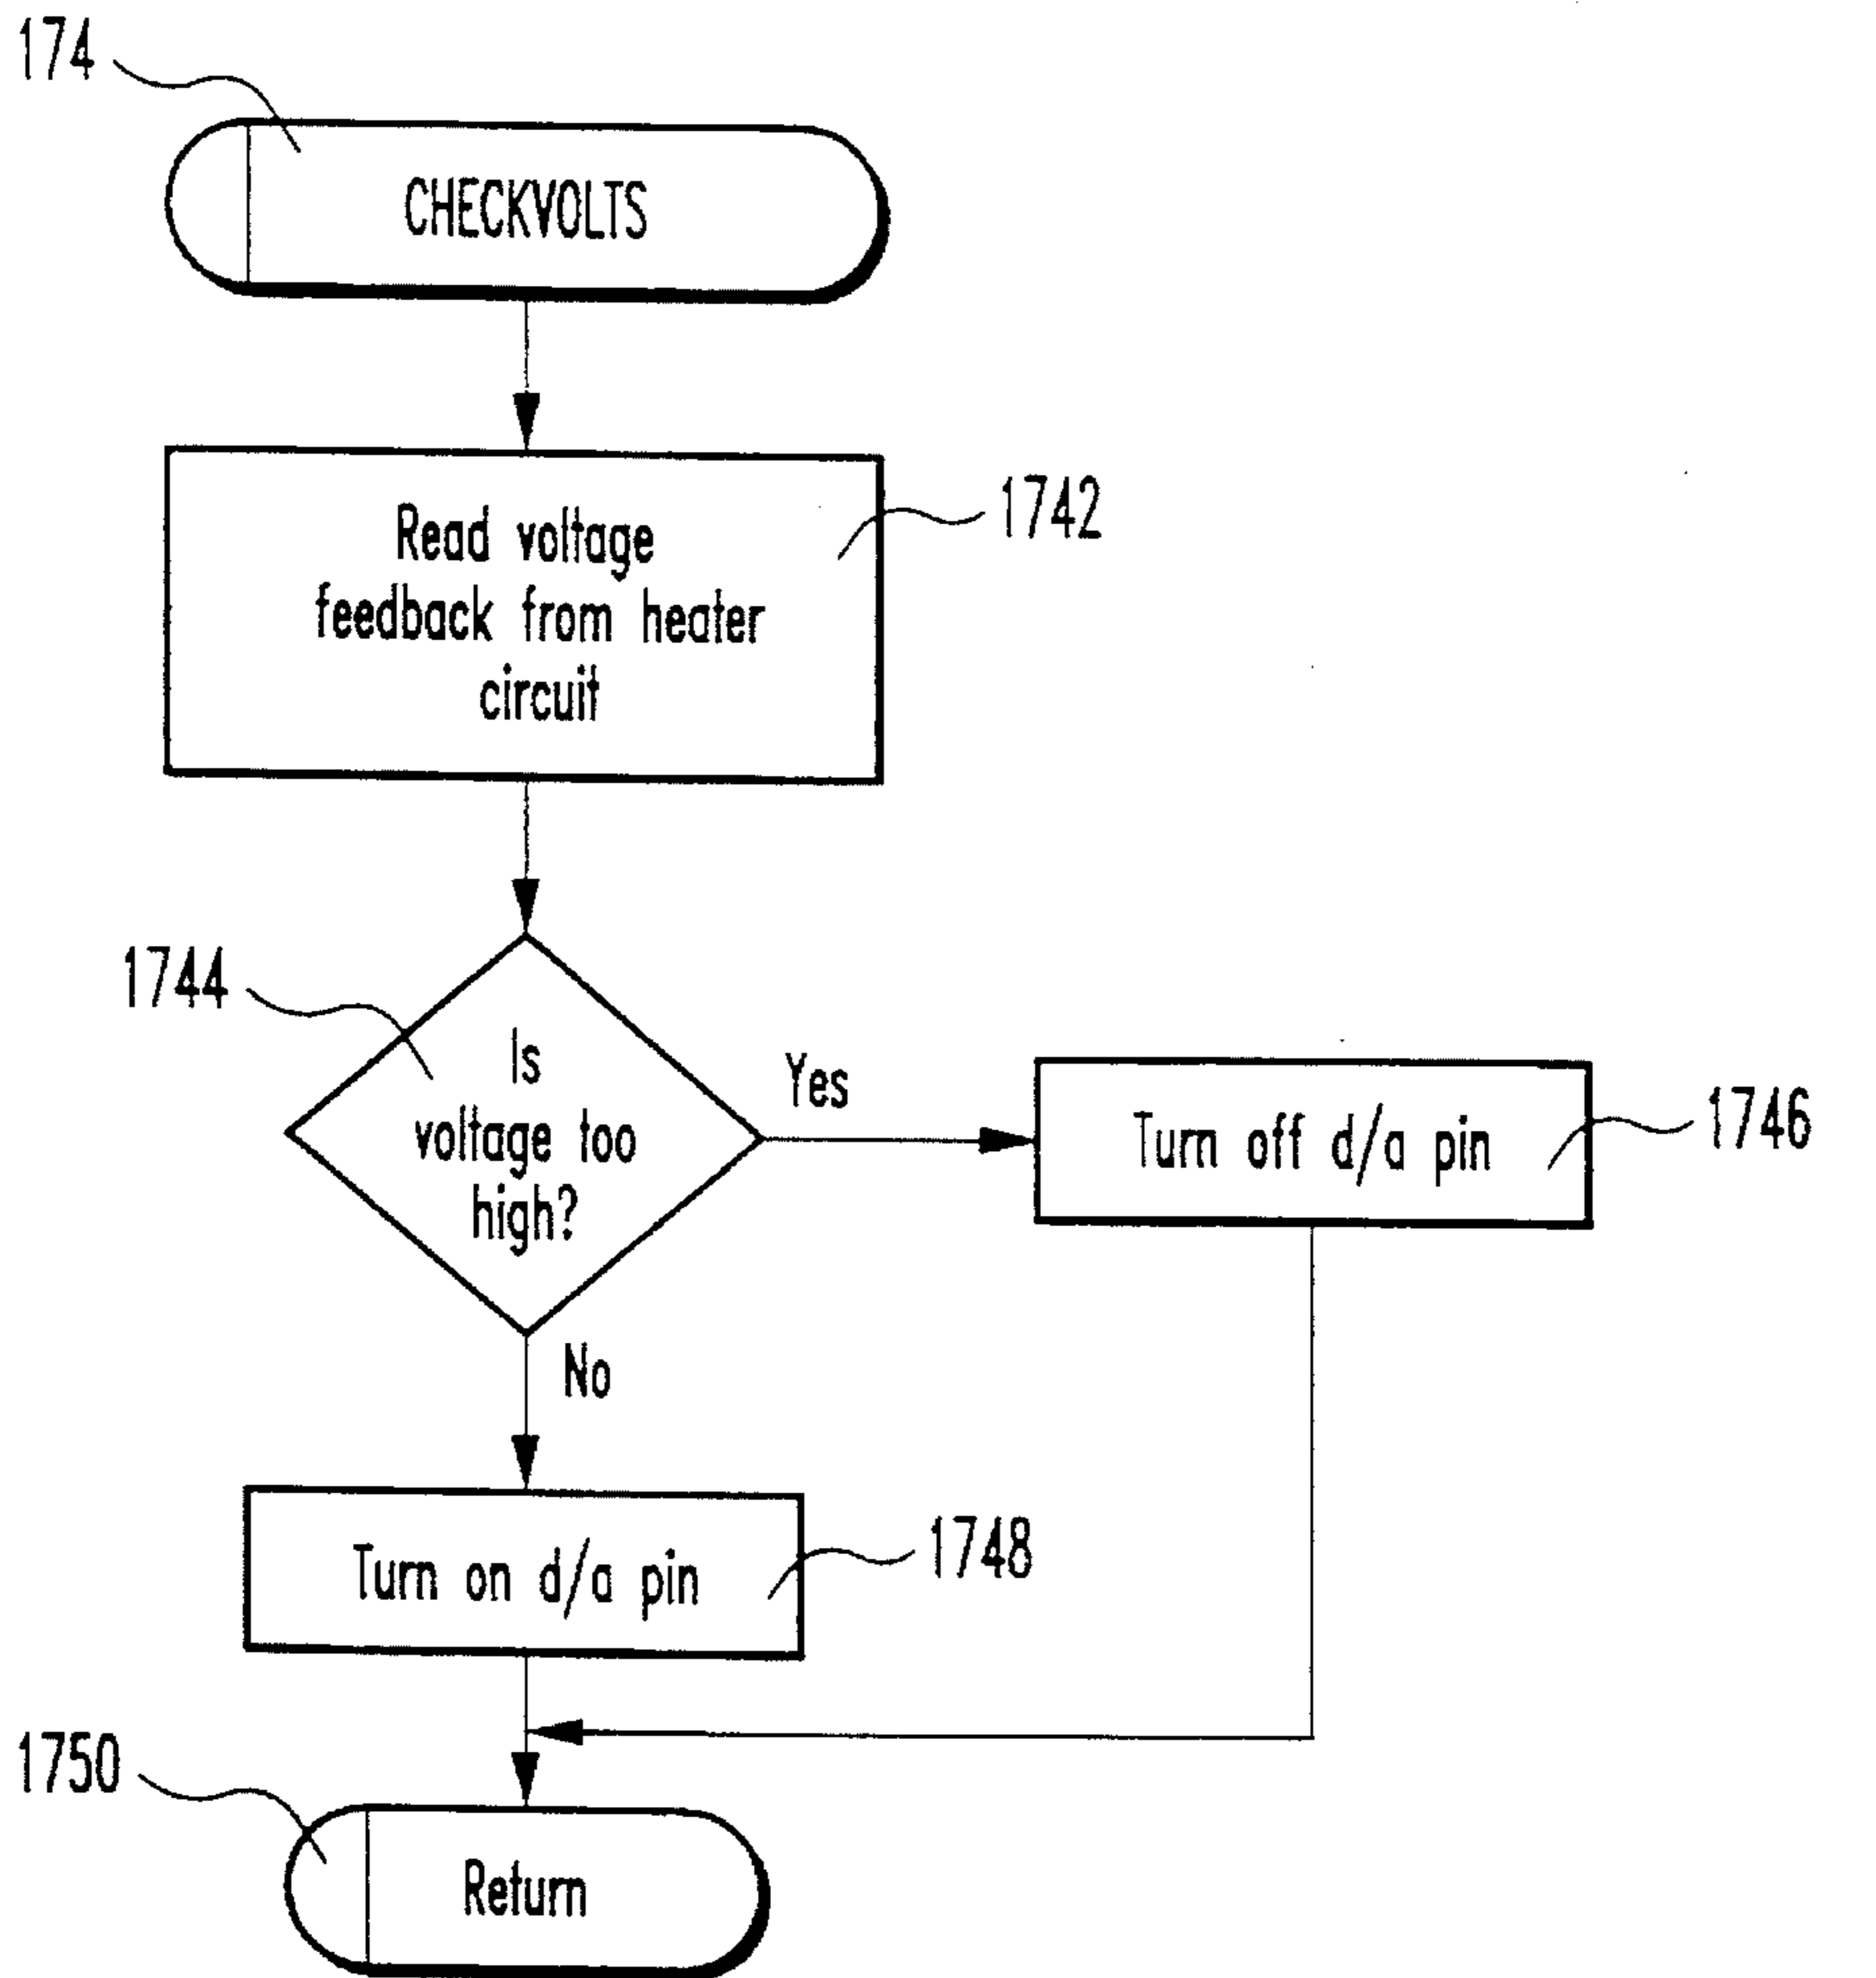 174
CHECKVOLTS
Read voltage
feedback from heater
circuit
1742
1744
Is
voltage too
high?
Yes
Turn off d/a pin
1746
No
Turn on d/a pin
1748
1750
Return